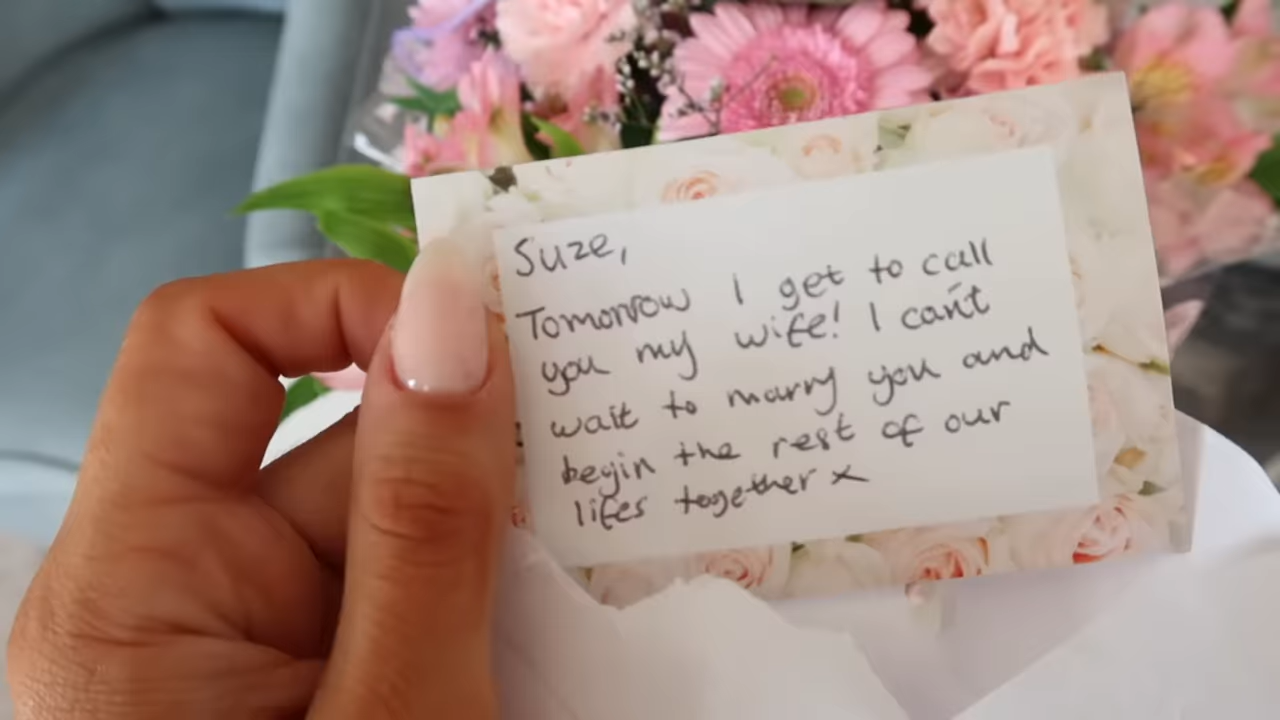 Suze,
Tomorrow I get to call
you my wife! I can't
wait to marry you and
begin the rest of our
lifes together x